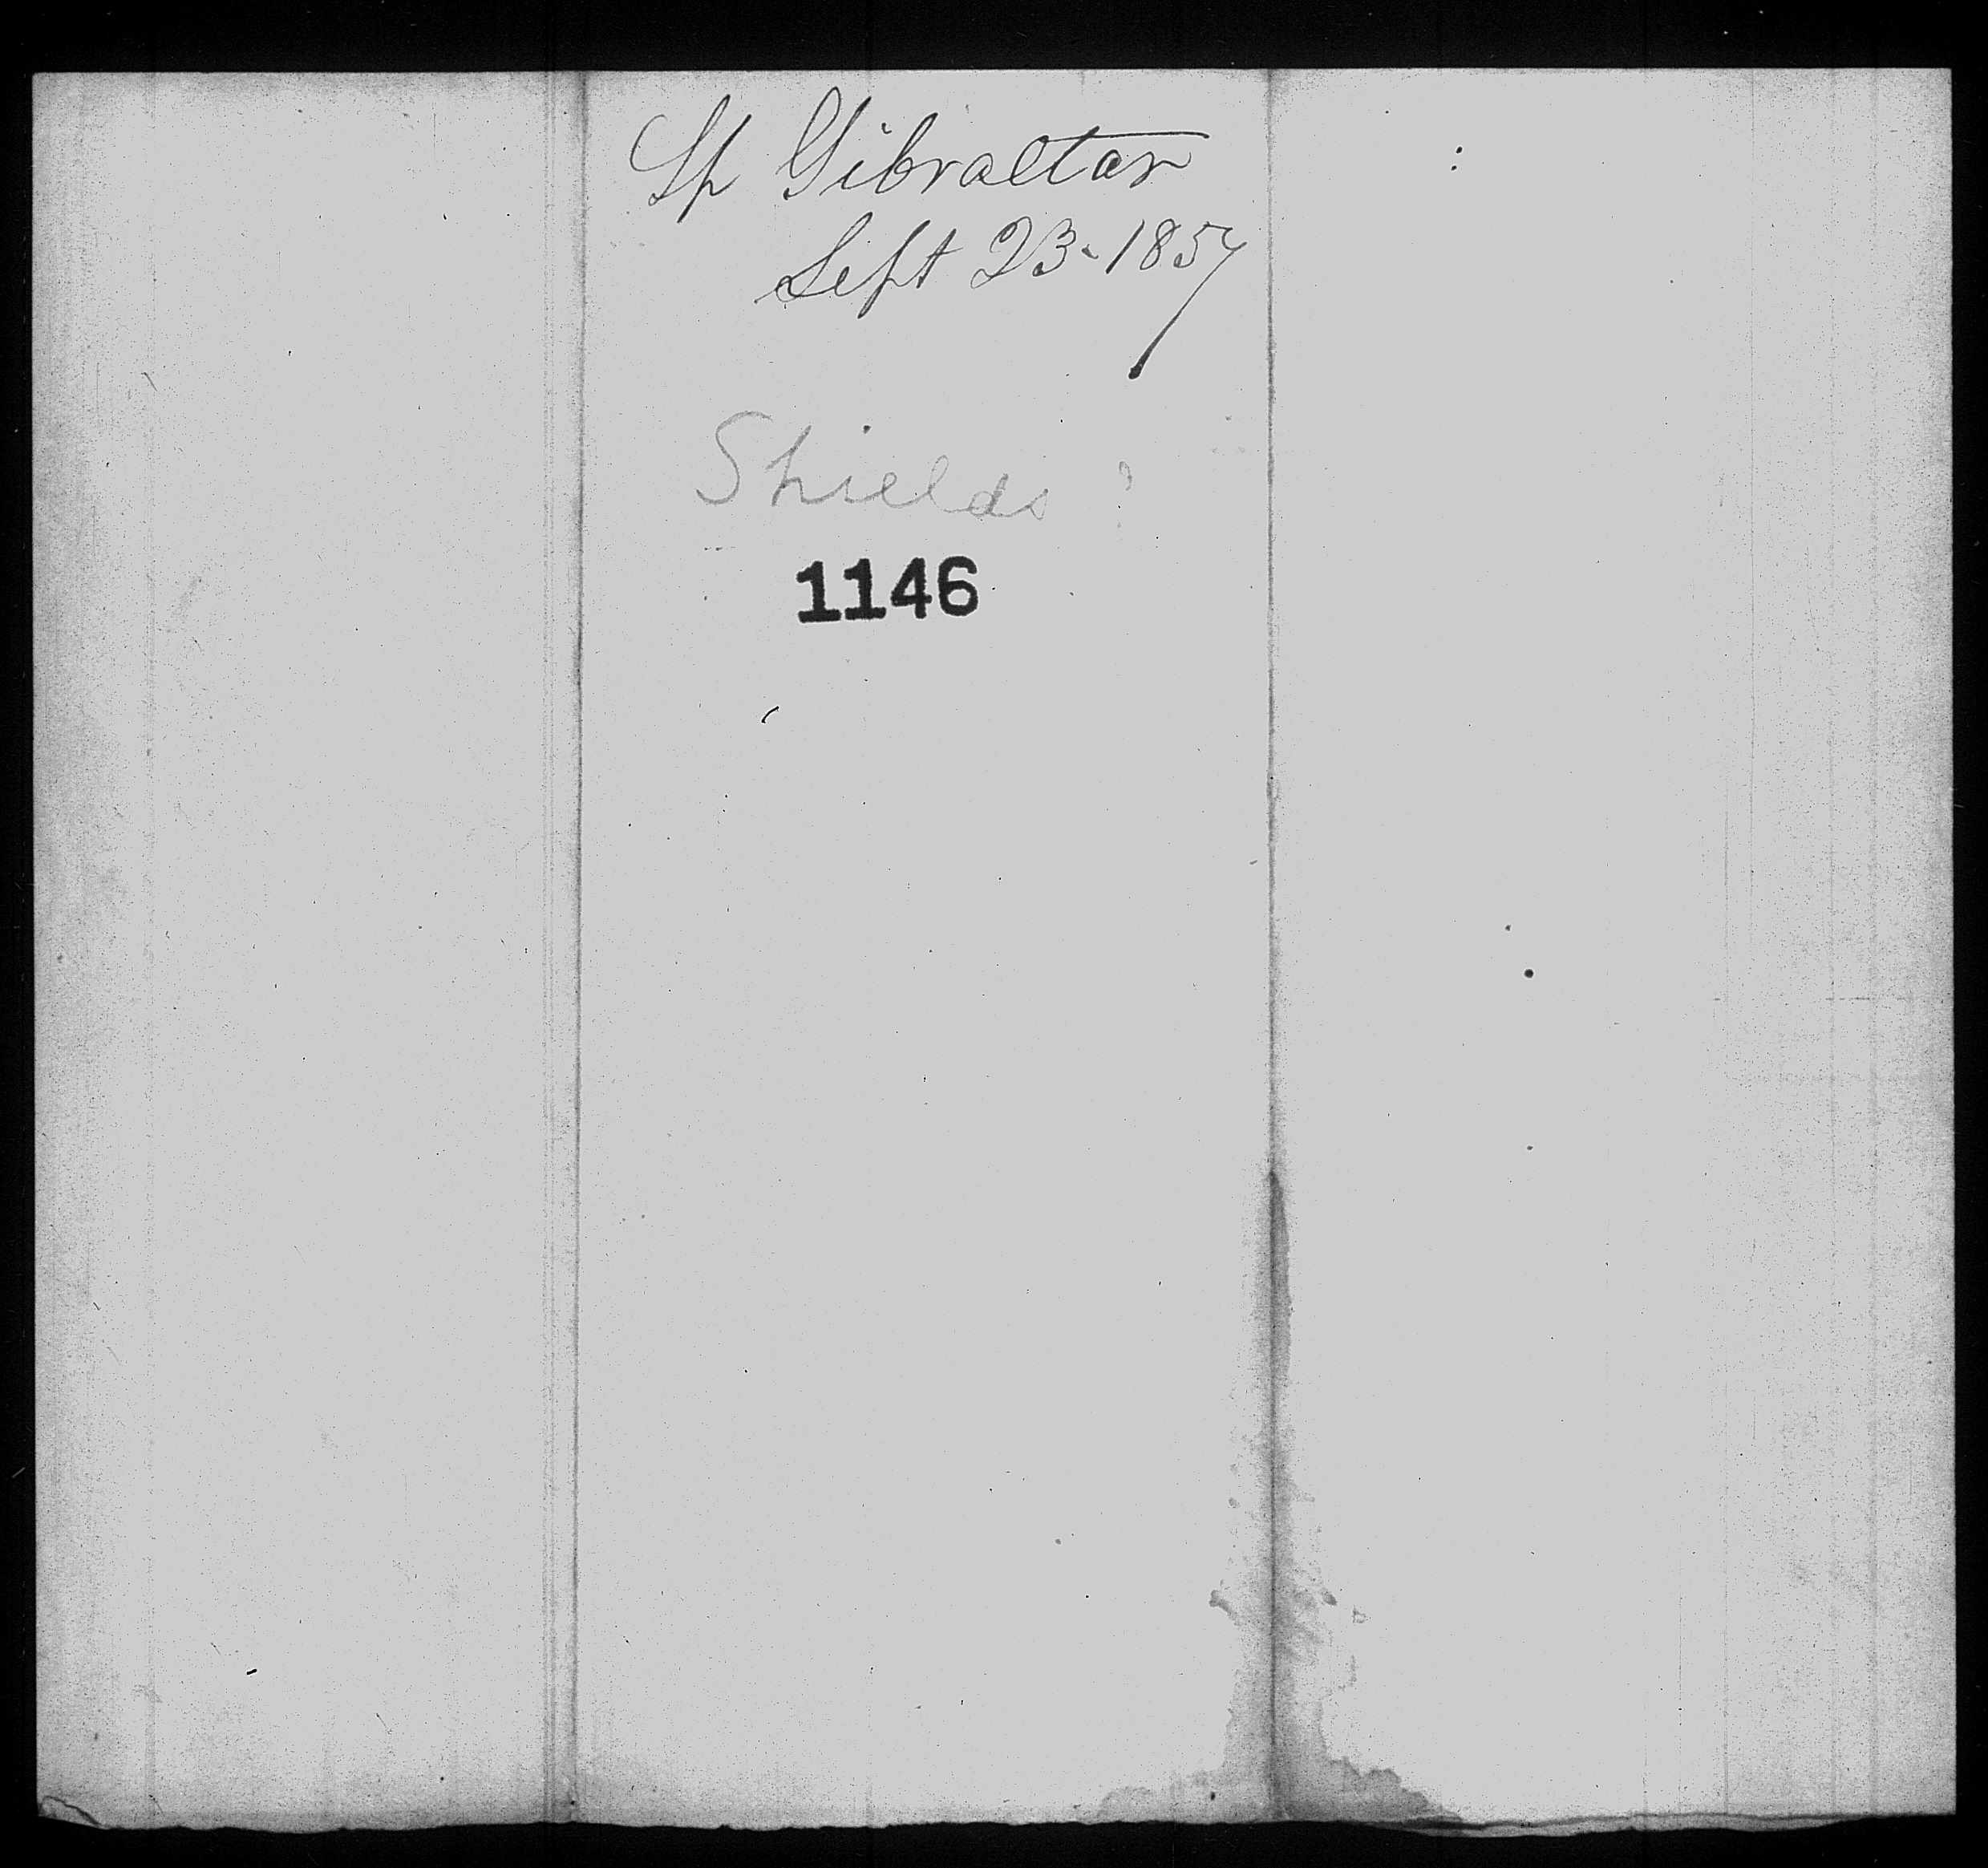 Sp Gibraltar
Sept 23-1857
Shields ?
1146